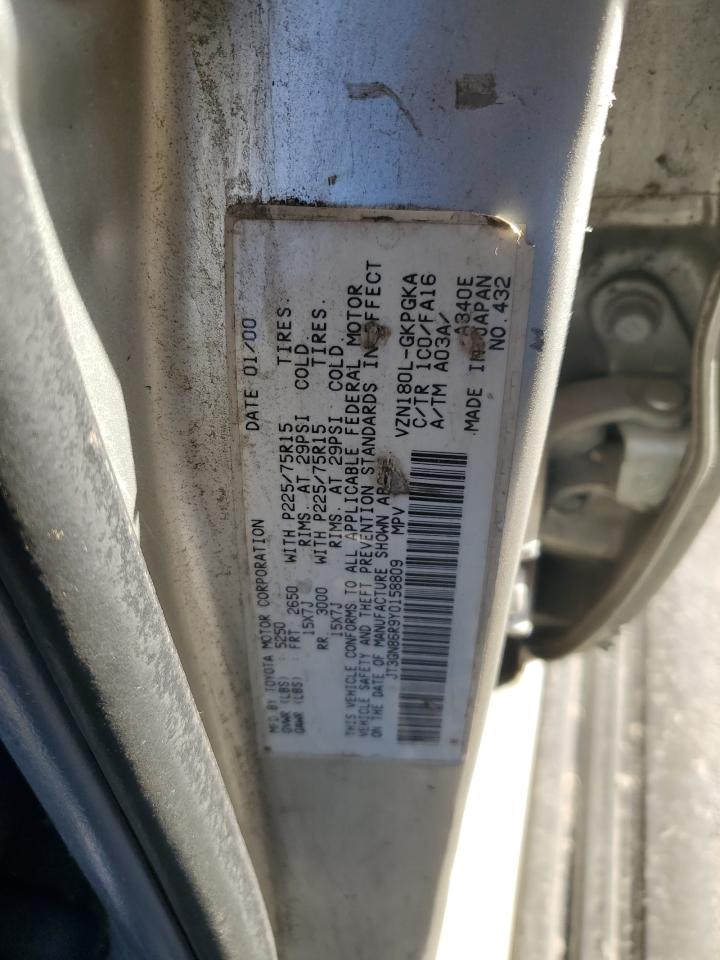 MFD BY TOYOTA MOTOR CORPORATION DATE 01/00
GVWR (LBS) 5250
GAWR (LBS) FRT 2650 WITH P225/75R15 TIRES.
15X7J RIMS. AT 29PSI COLD
RR 3000 WITH P225/75R15 TIRES.
15X7J RIMS. AT 29PSI COLD
THIS VEHICLE CONFORMS TO ALL APPLICABLE FEDERAL MOTOR
VEHICLE SAFETY AND THEFT PREVENTION STANDARDS IN EFFECT
ON THE DATE OF MANUFACTURE SHOWN ABOVE
JT3GN86R9Y0158809 MPV VZN180L-GKPGKA
C/TR 1C0/FA16
A/TM A03A/ A340E
MADE IN JAPAN
NO.432